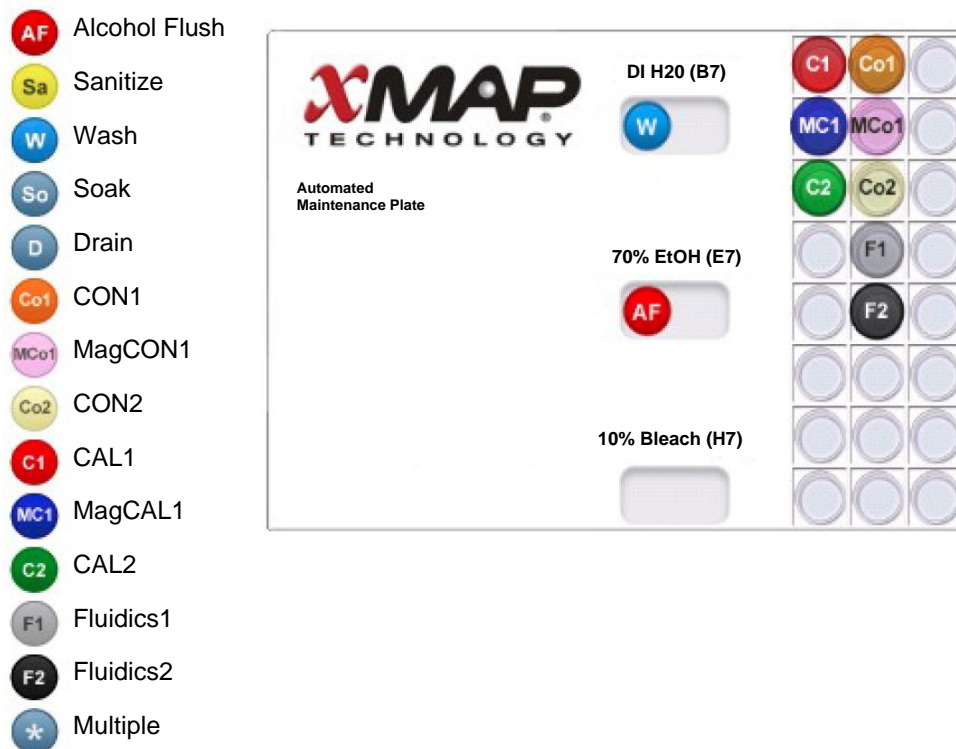 AF Alcohol Flush
Sa Sanitize
W Wash
So Soak
D Drain
Co1 CON1
MCo1 MagCON1
Co2 CON2
C1 CAL1
MC1 MagCAL1
C2 CAL2
F1 Fluidics1
F2 Fluidics2
* Multiple
xMAP®
TECHNOLOGY
Automated
Maintenance Plate
DI H20 (B7)
W
70% EtOH (E7)
AF
10% Bleach (H7)
C1 Co1
MC1 MCo1
C2 Co2
F1
F2